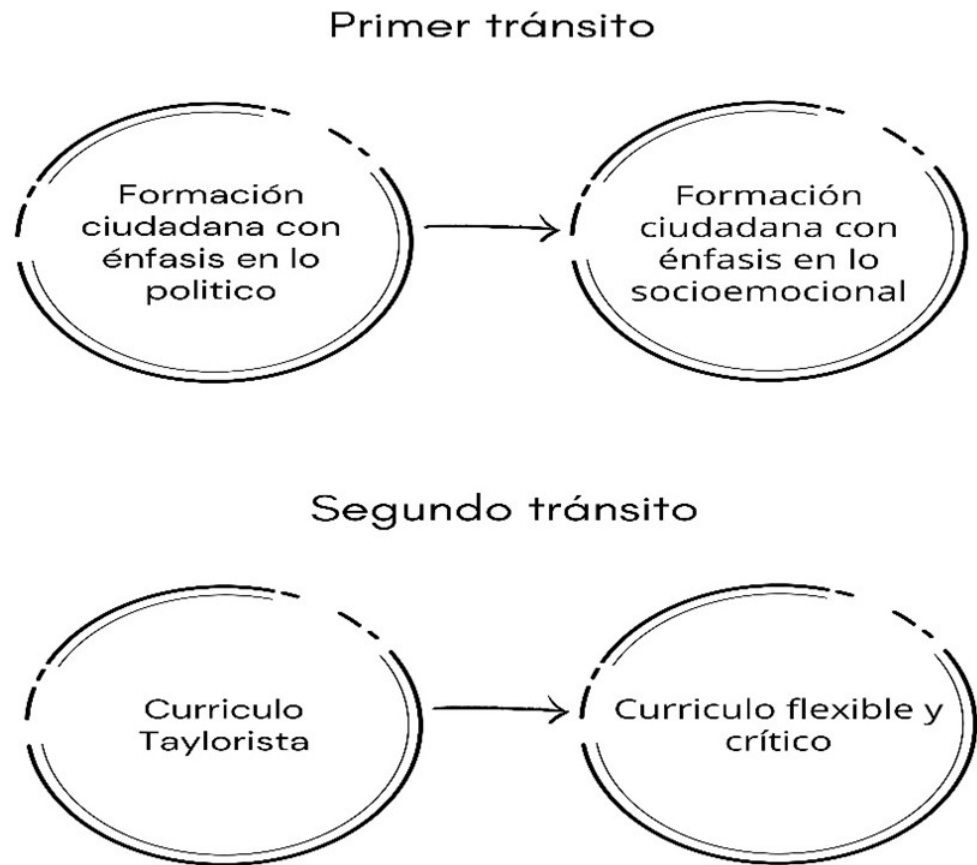 Primer tránsito
Formación
ciudadana con
énfasis en lo
politico
Formación
ciudadana con
énfasis en lo
socioemocional
Segundo tránsito
Curriculo
Taylorista
Curriculo flexible y
crítico